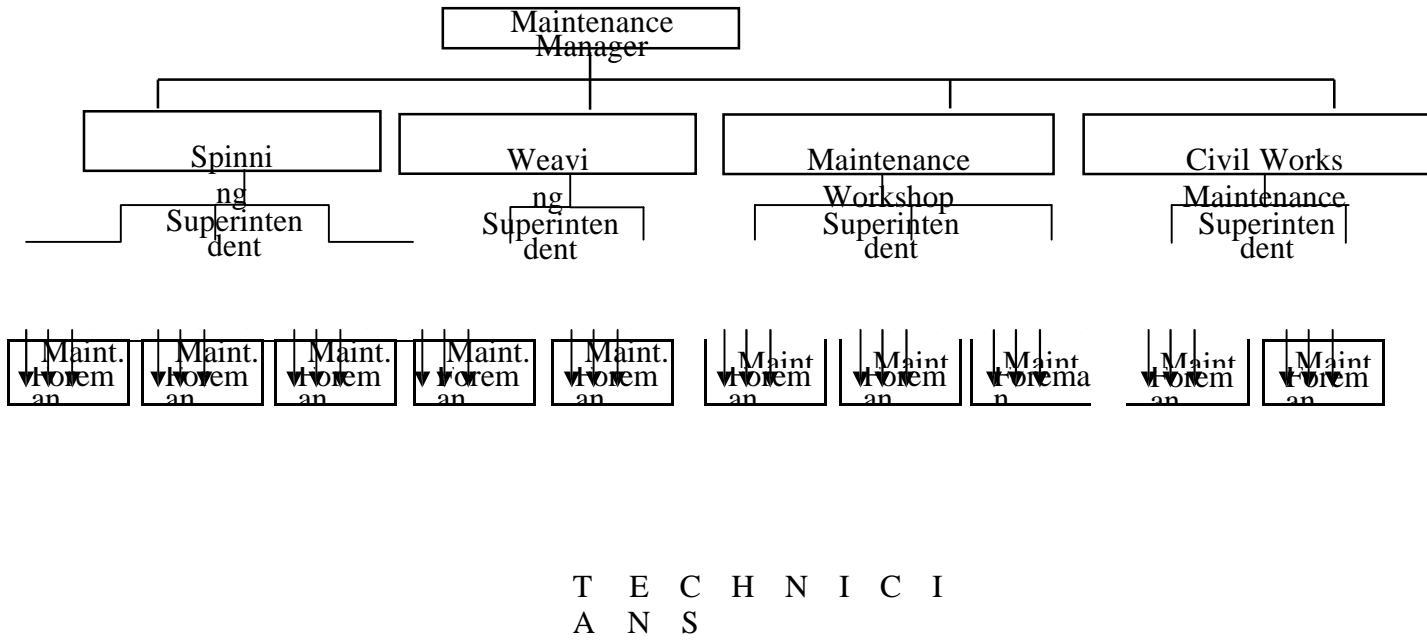 Maintenance
Manager
Spinni
ng
Superinten
dent
Weavi
ng
Superinten
dent
Maintenance
Workshop
Superinten
dent
Civil Works
Maintenance
Superinten
dent
Maint.
Forem
an
Maint.
Forem
an
Maint.
Forem
an
Maint.
Forem
an
Maint.
Forem
an
Maint
Forem
an
Maint
Forem
an
Maint
Forema
n
Maint
Forem
an
Maint
Forem
an
T E C H N I C I
A N S